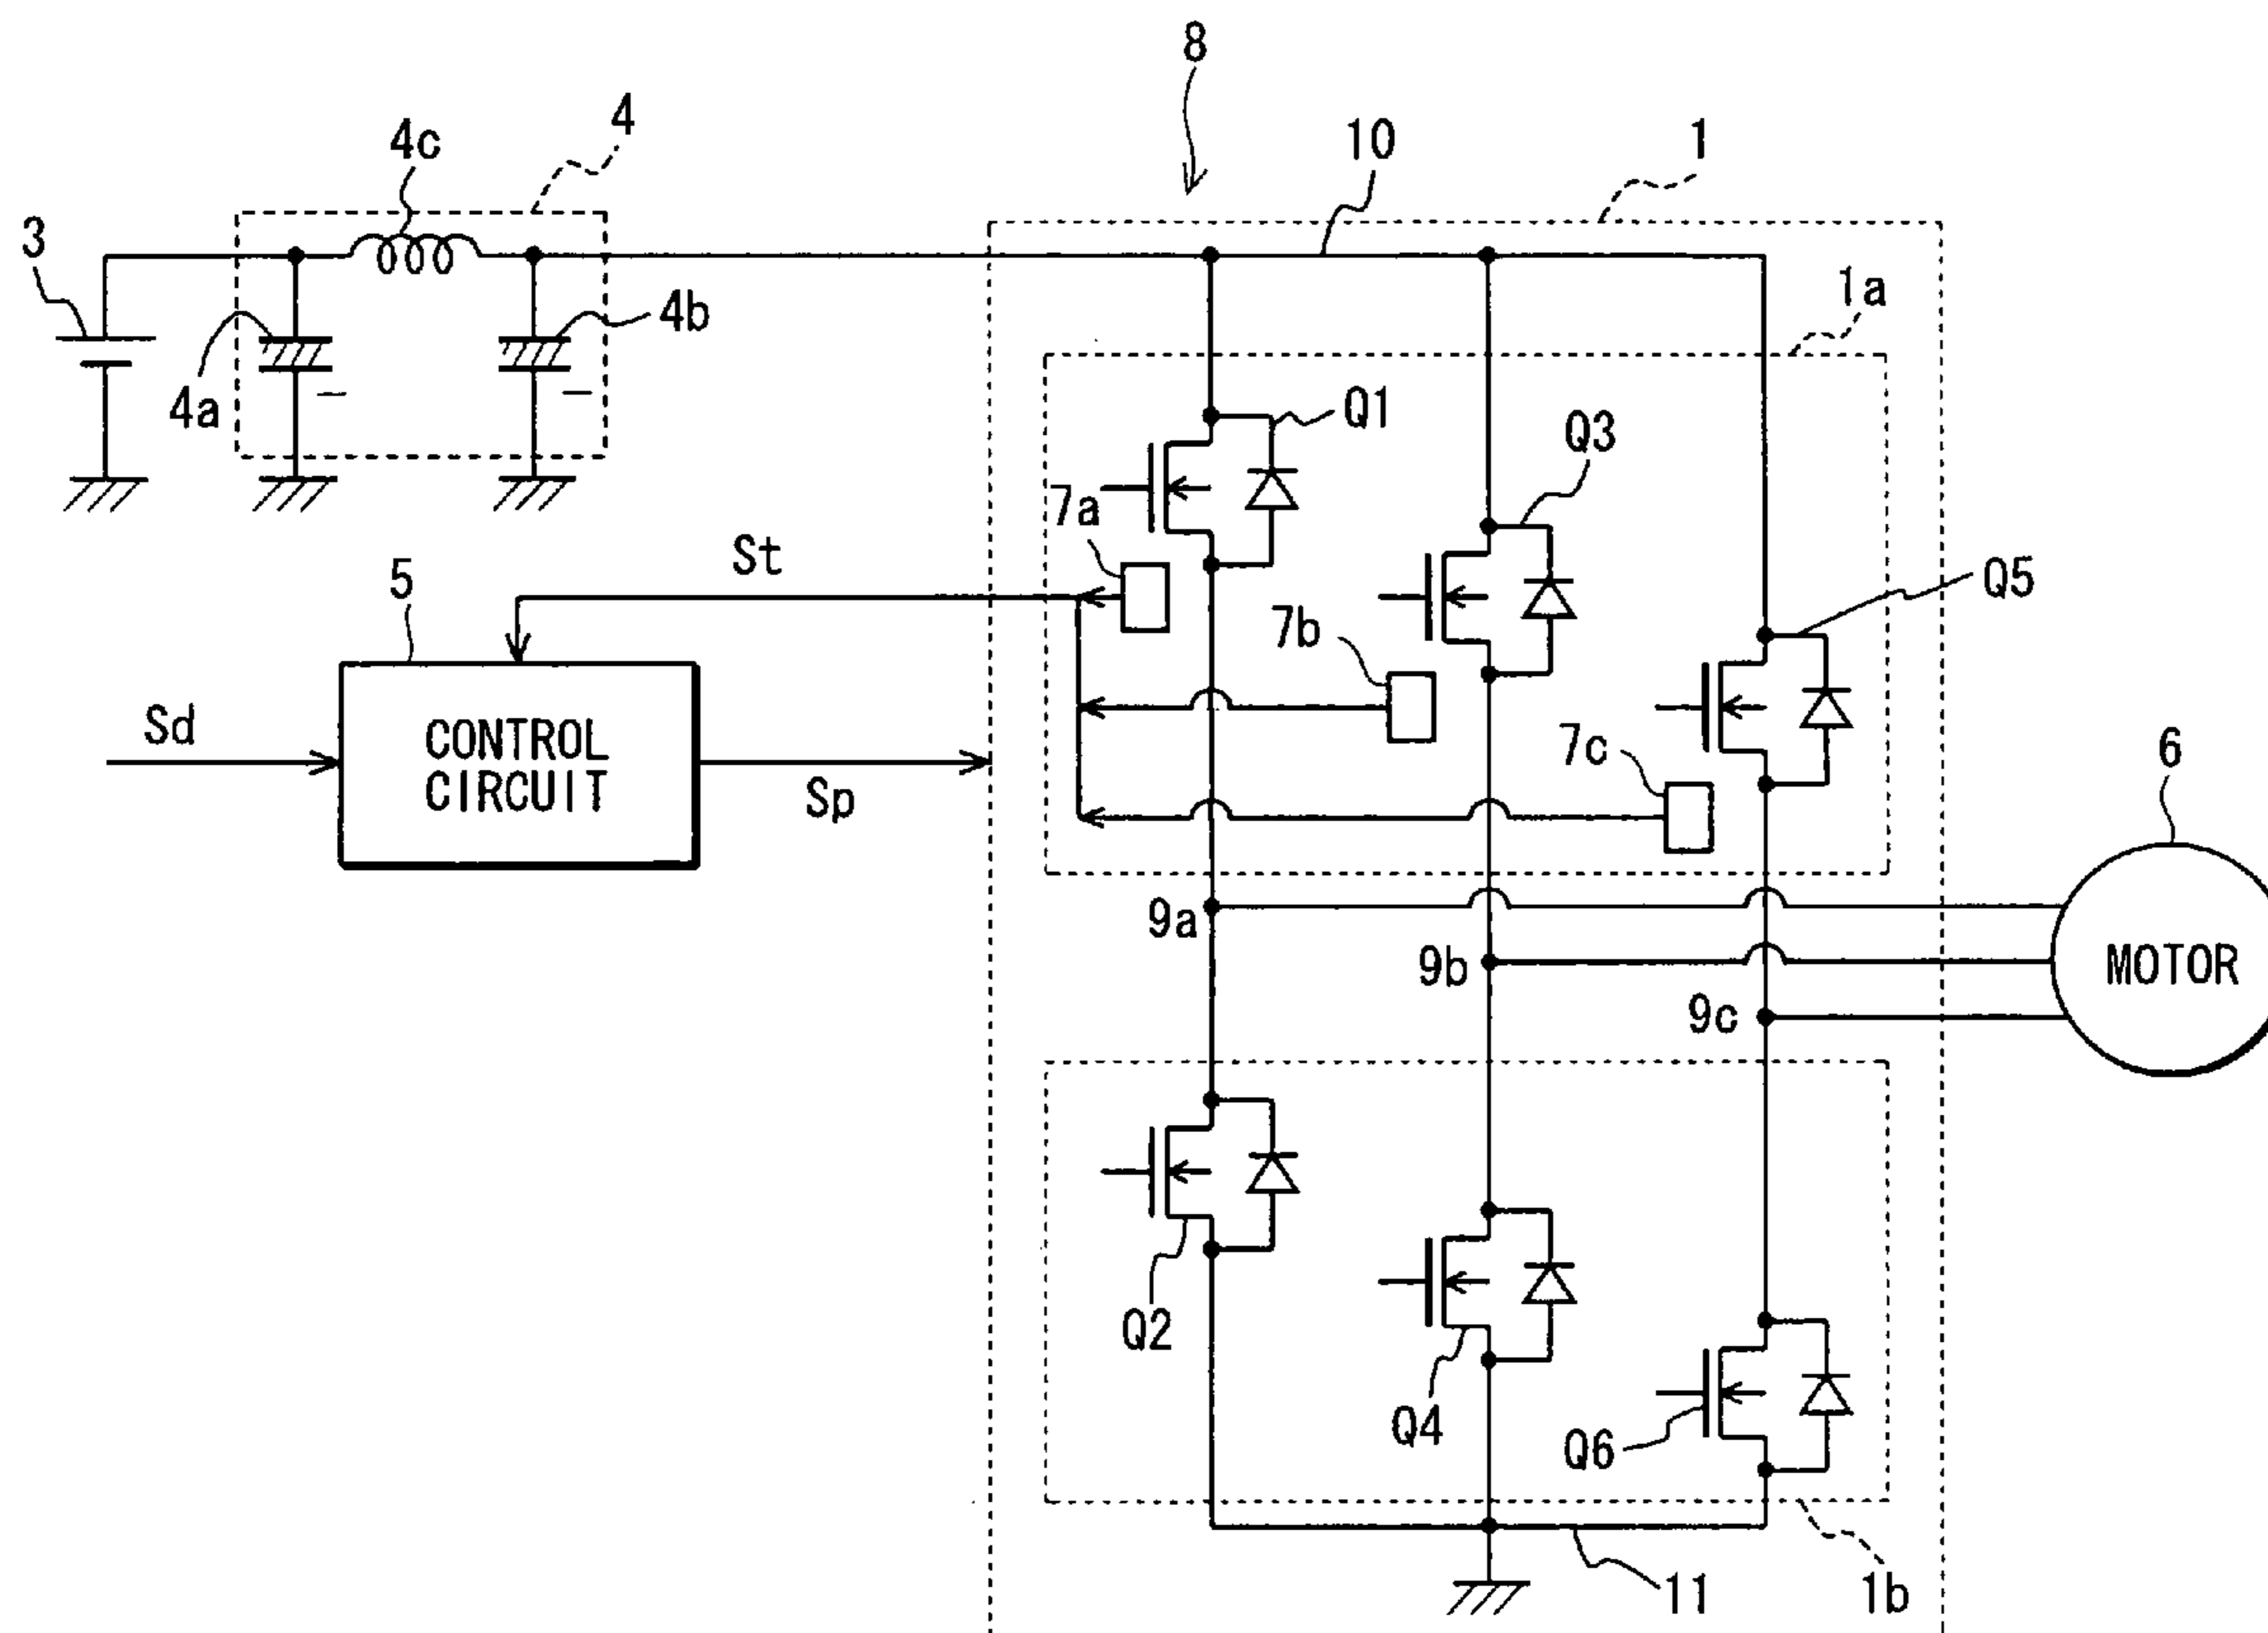 8
4
4c
10
1
3
1a
4b
4a
Q1
Q3
7a
St
5
Q5
7b
Sd
CONTROL
CIRCUIT
7c
6
Sp
9a
9b
MOTOR
9c
Q2
Q4
Q6
11
1b